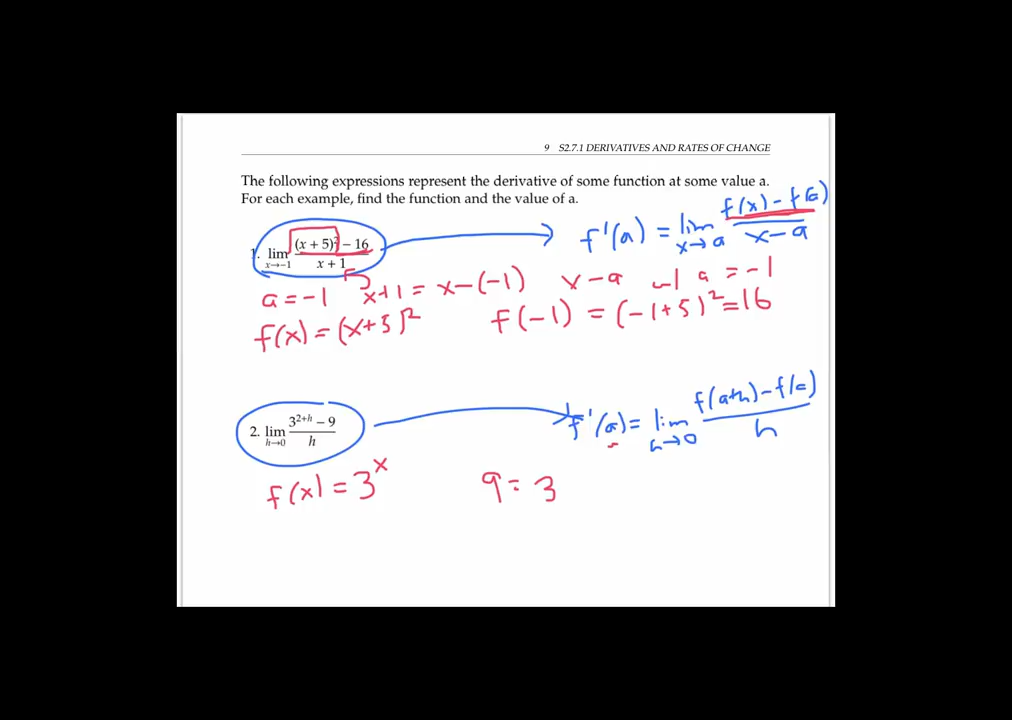 9 S2.7.1 DERIVATIVES AND RATES OF CHANGE
The following expressions represent the derivative of some function at some value a.
For each example, find the function and the value of a.
1. lim x→−1 ((x + 5)² − 16)/(x + 1)
f'(a) = lim x→a (f(x) − f(a))/(x − a)
a = −1 x+1 = x−(−1) x−a w/ a = −1
f(x) = (x+5)² f(−1) = (−1+5)² = 16
2. lim h→0 (3^(2+h) − 9)/h
f'(a) = lim h→0 (f(a+h) − f(a))/h
f(x) = 3^x 9 = 3